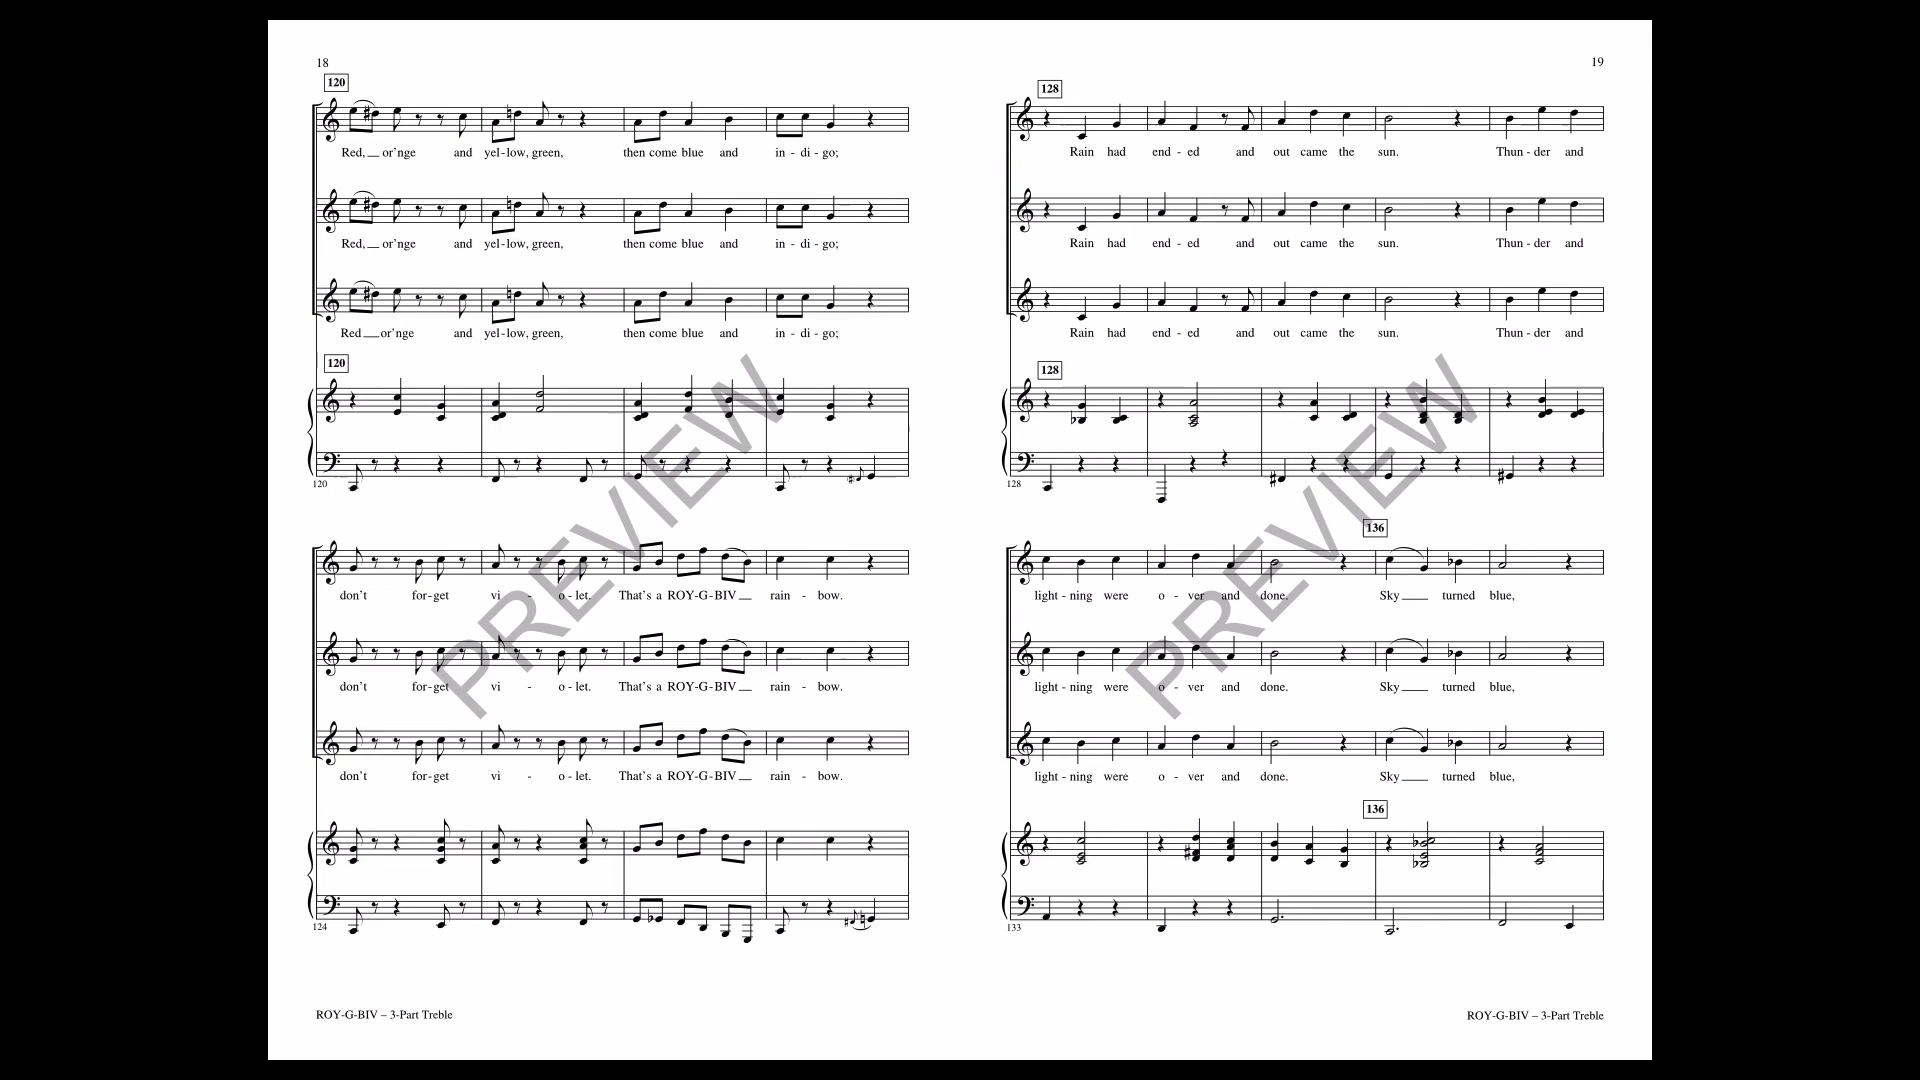 18
120
Red, or'nge and yel-low, green, then come blue and in - di - go;
Red, or'nge and yel-low, green, then come blue and in - di - go;
Red or'nge and yel-low, green, then come blue and in - di - go;
120
120
don't for-get vi - o-let. That's a ROY-G-BIV rain - bow.
don't for-get vi - o-let. That's a ROY-G-BIV rain - bow.
don't for-get vi - o-let. That's a ROY-G-BIV rain - bow.
124
PREVIEW
ROY-G-BIV – 3-Part Treble
19
128
Rain had end - ed and out came the sun. Thun - der and
Rain had end - ed and out came the sun. Thun - der and
Rain had end - ed and out came the sun. Thun - der and
128
128
136
light - ning were o - ver and done. Sky turned blue,
light - ning were o - ver and done. Sky turned blue,
light - ning were o - ver and done. Sky turned blue,
136
133
PREVIEW
ROY-G-BIV – 3-Part Treble